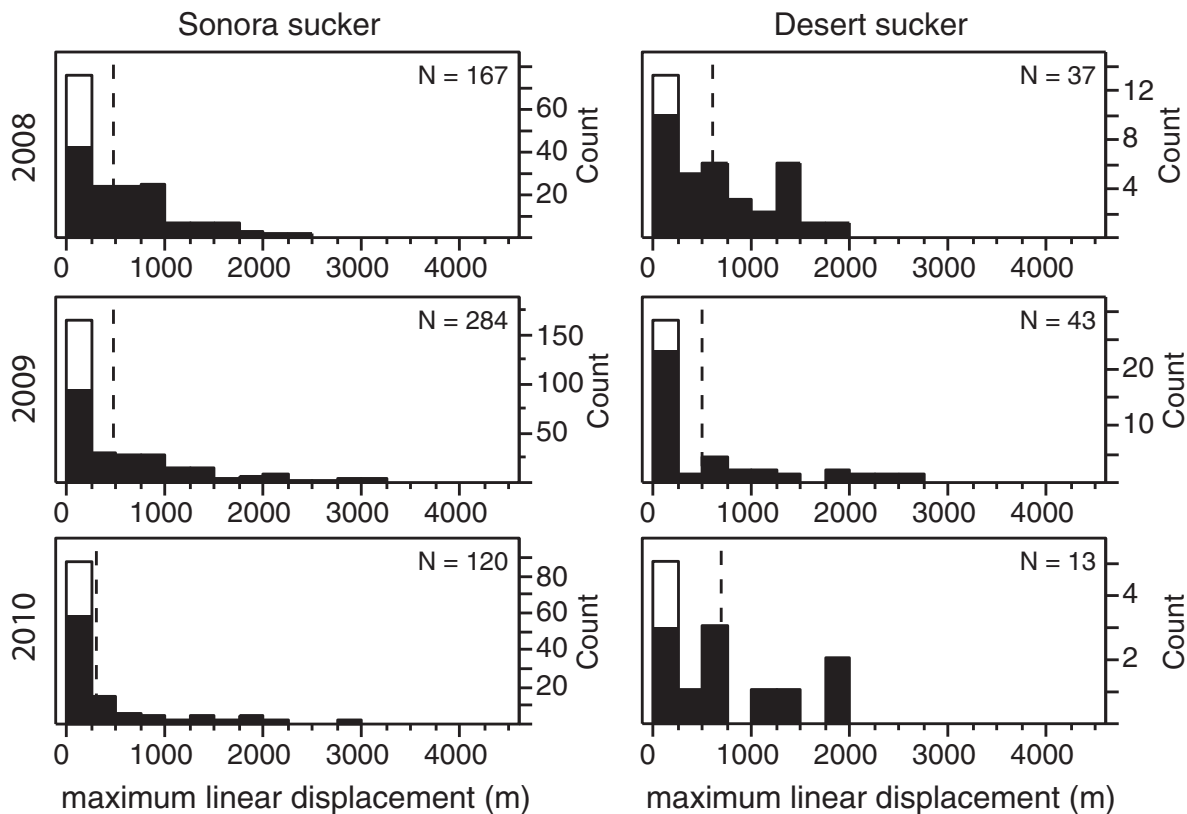 Sonora sucker
Desert sucker
2008
N = 167
60
40
20
Count
0 1000 2000 3000 4000
N = 37
12
8
4
Count
0 1000 2000 3000 4000
2009
N = 284
150
100
50
Count
0 1000 2000 3000 4000
N = 43
20
10
Count
0 1000 2000 3000 4000
2010
N = 120
80
60
40
20
Count
0 1000 2000 3000 4000
N = 13
4
2
Count
0 1000 2000 3000 4000
maximum linear displacement (m)
maximum linear displacement (m)